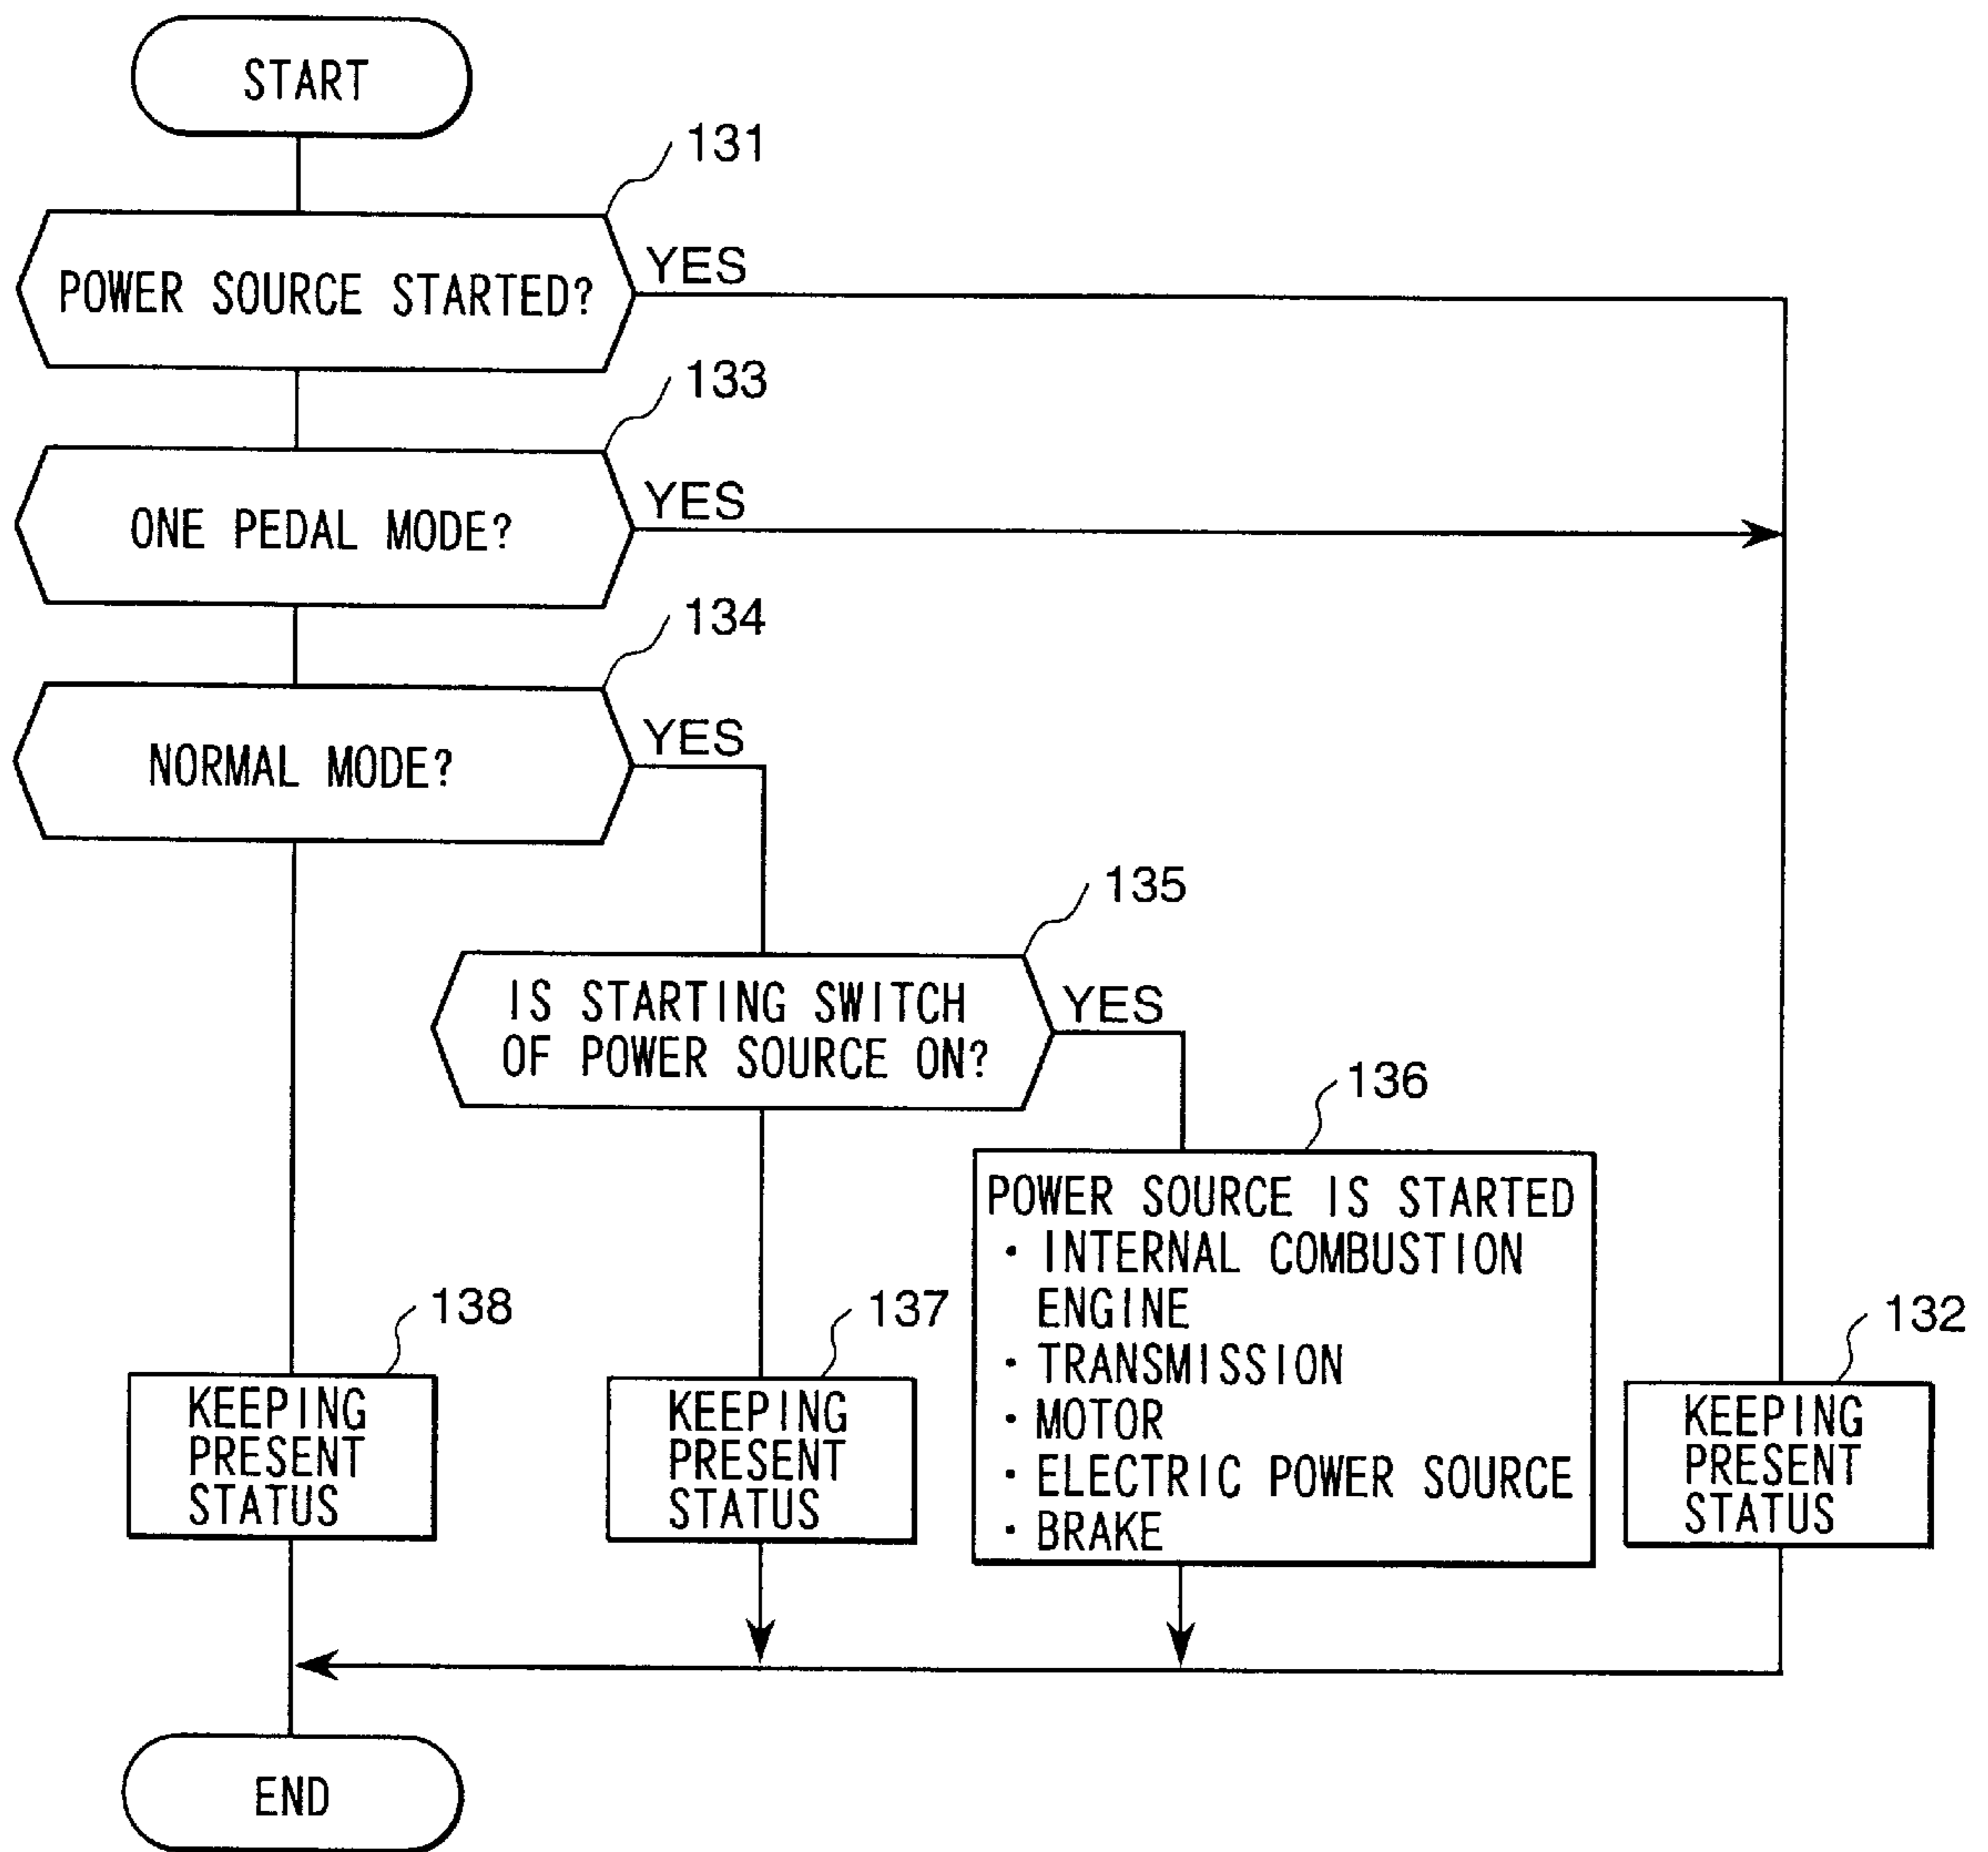 START
131
POWER SOURCE STARTED?
YES
133
ONE PEDAL MODE?
YES
134
NORMAL MODE?
YES
135
IS STARTING SWITCH
OF POWER SOURCE ON?
YES
136
POWER SOURCE IS STARTED
・INTERNAL COMBUSTION
ENGINE
・TRANSMISSION
・MOTOR
・ELECTRIC POWER SOURCE
・BRAKE
138
KEEPING
PRESENT
STATUS
137
KEEPING
PRESENT
STATUS
132
KEEPING
PRESENT
STATUS
END